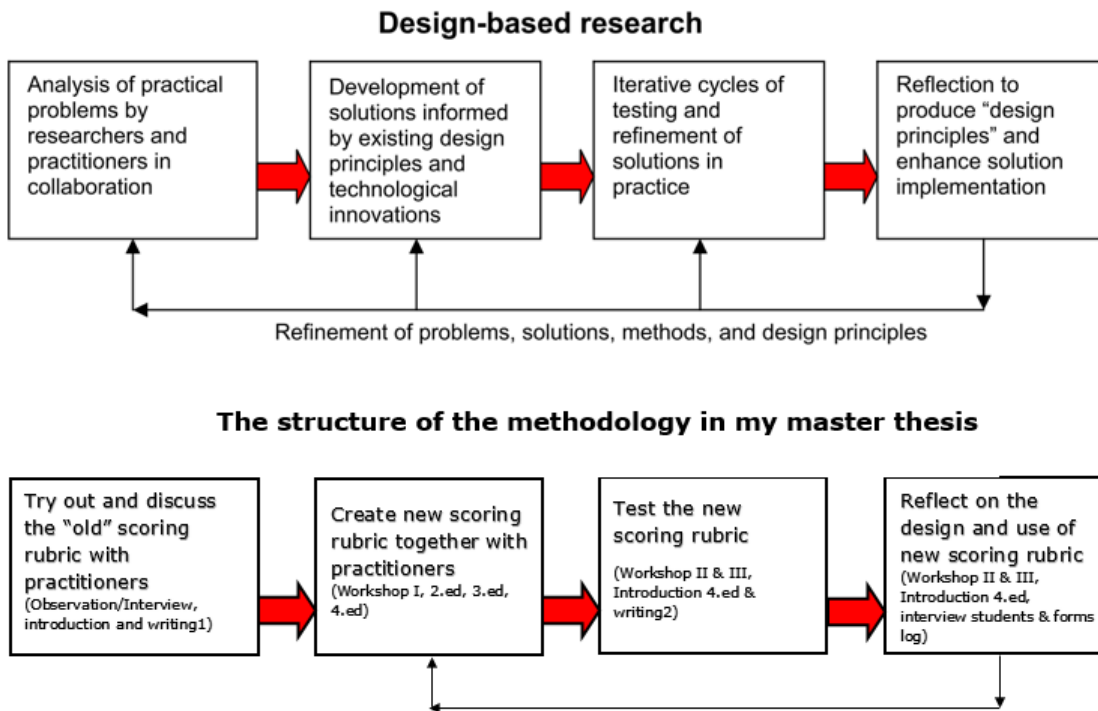 Design-based research
Analysis of practical
problems by
researchers and
practitioners in
collaboration
Development of
solutions informed
by existing design
principles and
technological
innovations
Iterative cycles of
testing and
refinement of
solutions in
practice
Reflection to
produce “design
principles” and
enhance solution
implementation
Refinement of problems, solutions, methods, and design principles
The structure of the methodology in my master thesis
Try out and discuss
the “old” scoring
rubric with
practitioners
(Observation/Interview,
introduction and writing1)
Create new scoring
rubric together with
practitioners
(Workshop I, 2.ed, 3.ed,
4.ed)
Test the new
scoring rubric
(Workshop II & III,
Introduction 4.ed &
writing2)
Reflect on the
design and use of
new scoring rubric
(Workshop II & III,
Introduction 4.ed,
interview students & forms
log)